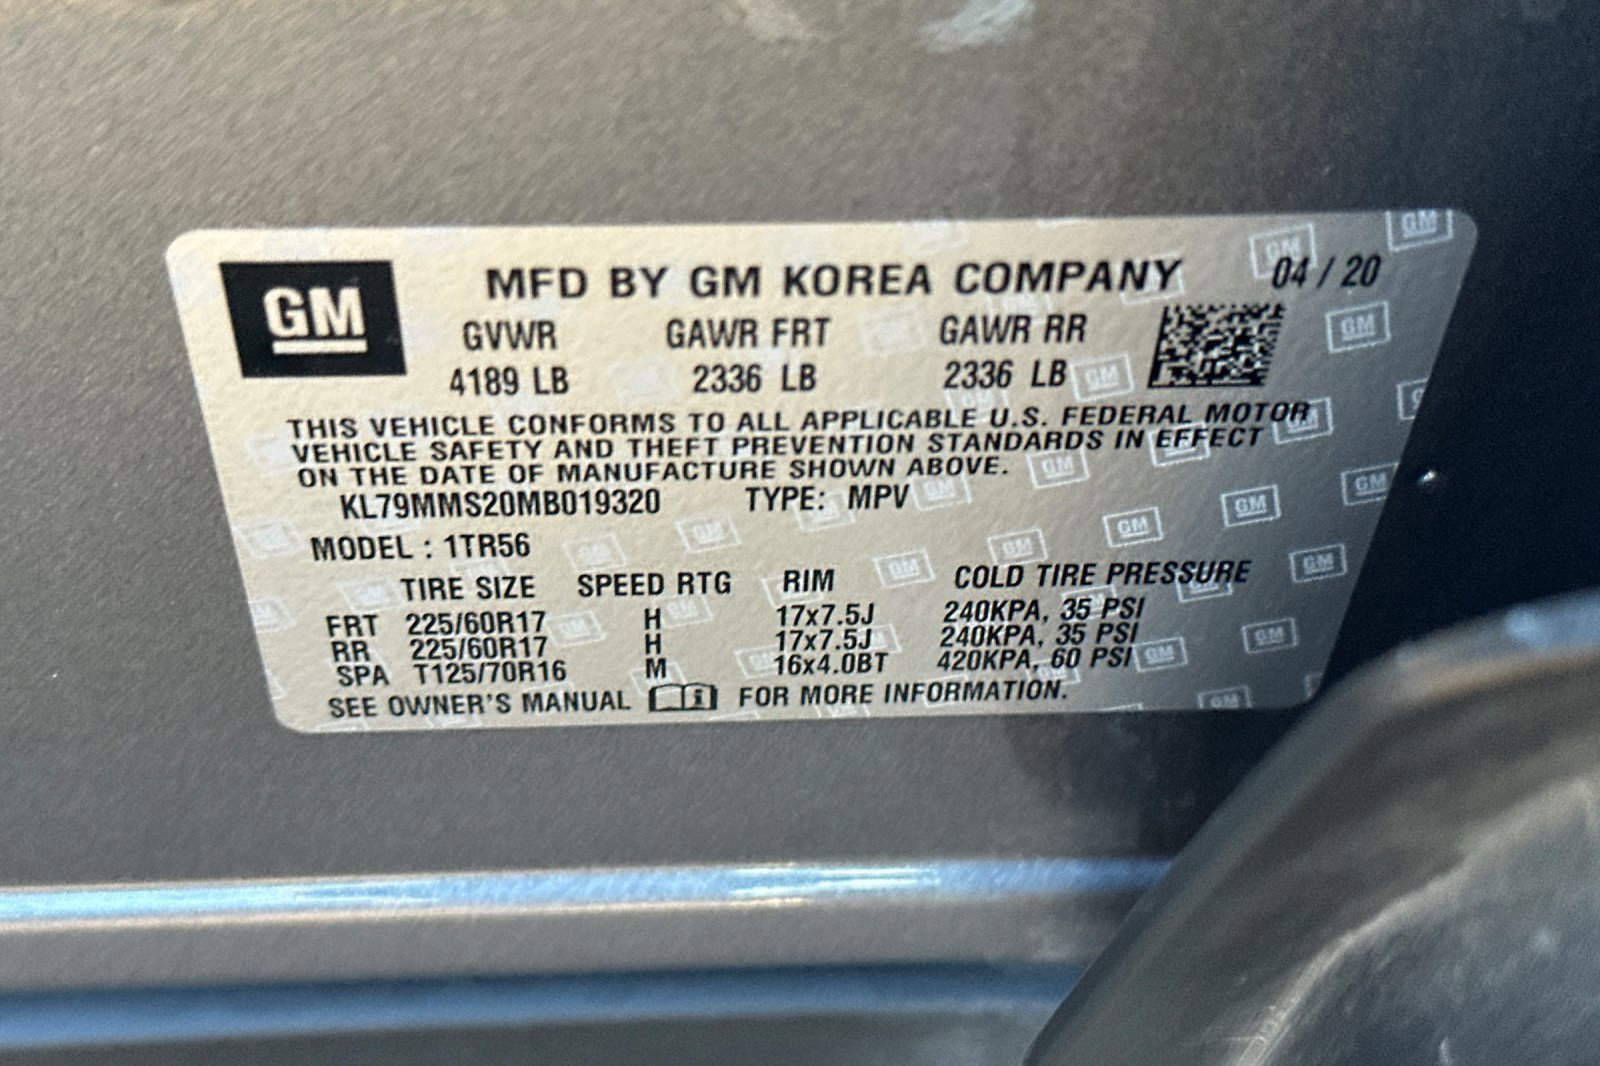 GM
MFD BY GM KOREA COMPANY 04 / 20
GVWR GAWR FRT GAWR RR
4189 LB 2336 LB 2336 LB
THIS VEHICLE CONFORMS TO ALL APPLICABLE U.S. FEDERAL MOTOR
VEHICLE SAFETY AND THEFT PREVENTION STANDARDS IN EFFECT
ON THE DATE OF MANUFACTURE SHOWN ABOVE.
KL79MMS20MB019320 TYPE: MPV
MODEL : 1TR56
TIRE SIZE SPEED RTG RIM COLD TIRE PRESSURE
FRT 225/60R17 H 17x7.5J 240KPA, 35 PSI
RR 225/60R17 H 17x7.5J 240KPA, 35 PSI
SPA T125/70R16 M 16x4.0BT 420KPA, 60 PSI
SEE OWNER'S MANUAL FOR MORE INFORMATION.